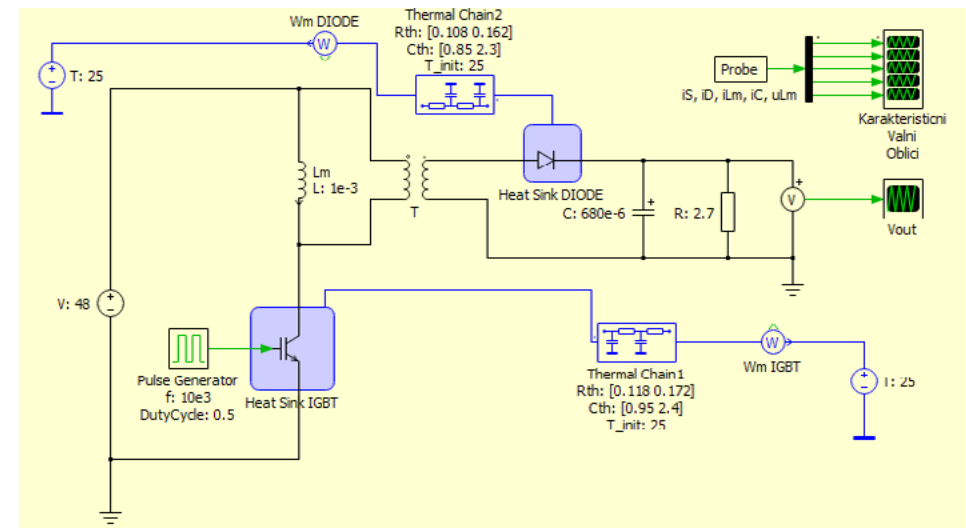 Wm DIODE
W
T: 25
Thermal Chain2
Rth: [0.108 0.162]
Cth: [0.85 2.3]
T_init: 25
Probe
iS, iD, iLm, iC, uLm
Karakteristicni
Valni
Oblici
Lm
L: 1e-3
T
Heat Sink DIODE
C: 680e-6
R: 2.7
V
Vout
V: 48
Pulse Generator
f: 10e3
DutyCycle: 0.5
Heat Sink IGBT
Thermal Chain1
Rth: [0.118 0.172]
Cth: [0.95 2.4]
T_init: 25
W
Wm IGBT
T: 25